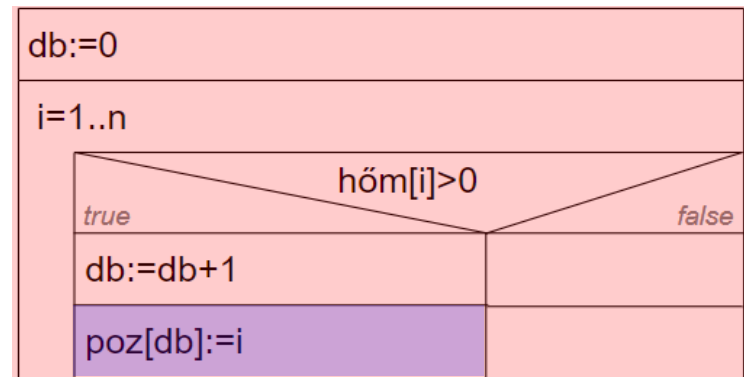 db:=0
i=1..n
hőm[i]>0
true
false
db:=db+1
poz[db]:=i